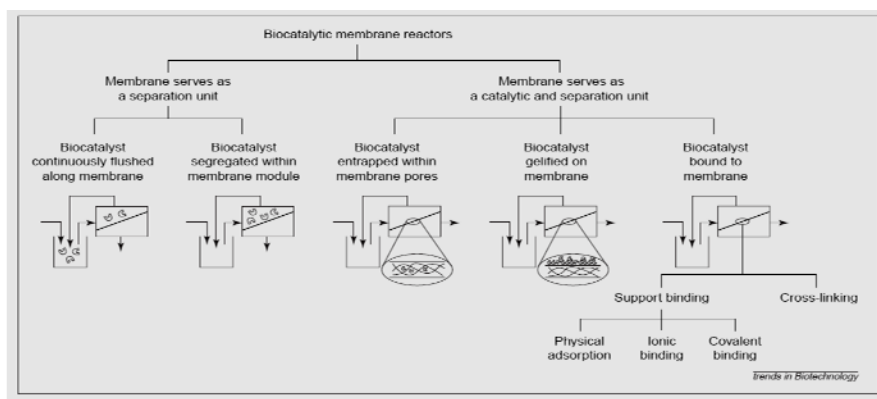 Biocatalytic membrane reactors
Membrane serves as
a separation unit
Membrane serves as
a catalytic and separation unit
Biocatalyst
continuously flushed
along membrane
Biocatalyst
segregated within
membrane module
Biocatalyst
entrapped within
membrane pores
Biocatalyst
gelified on
membrane
Biocatalyst
bound to
membrane
Support binding
Cross-linking
Physical
adsorption
Ionic
binding
Covalent
binding
trends in Biotechnology